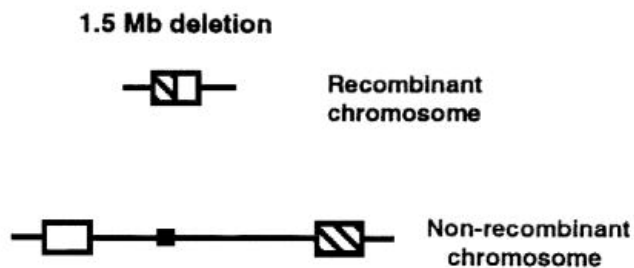 1.5 Mb deletion
Recombinant
chromosome
Non-recombinant
chromosome